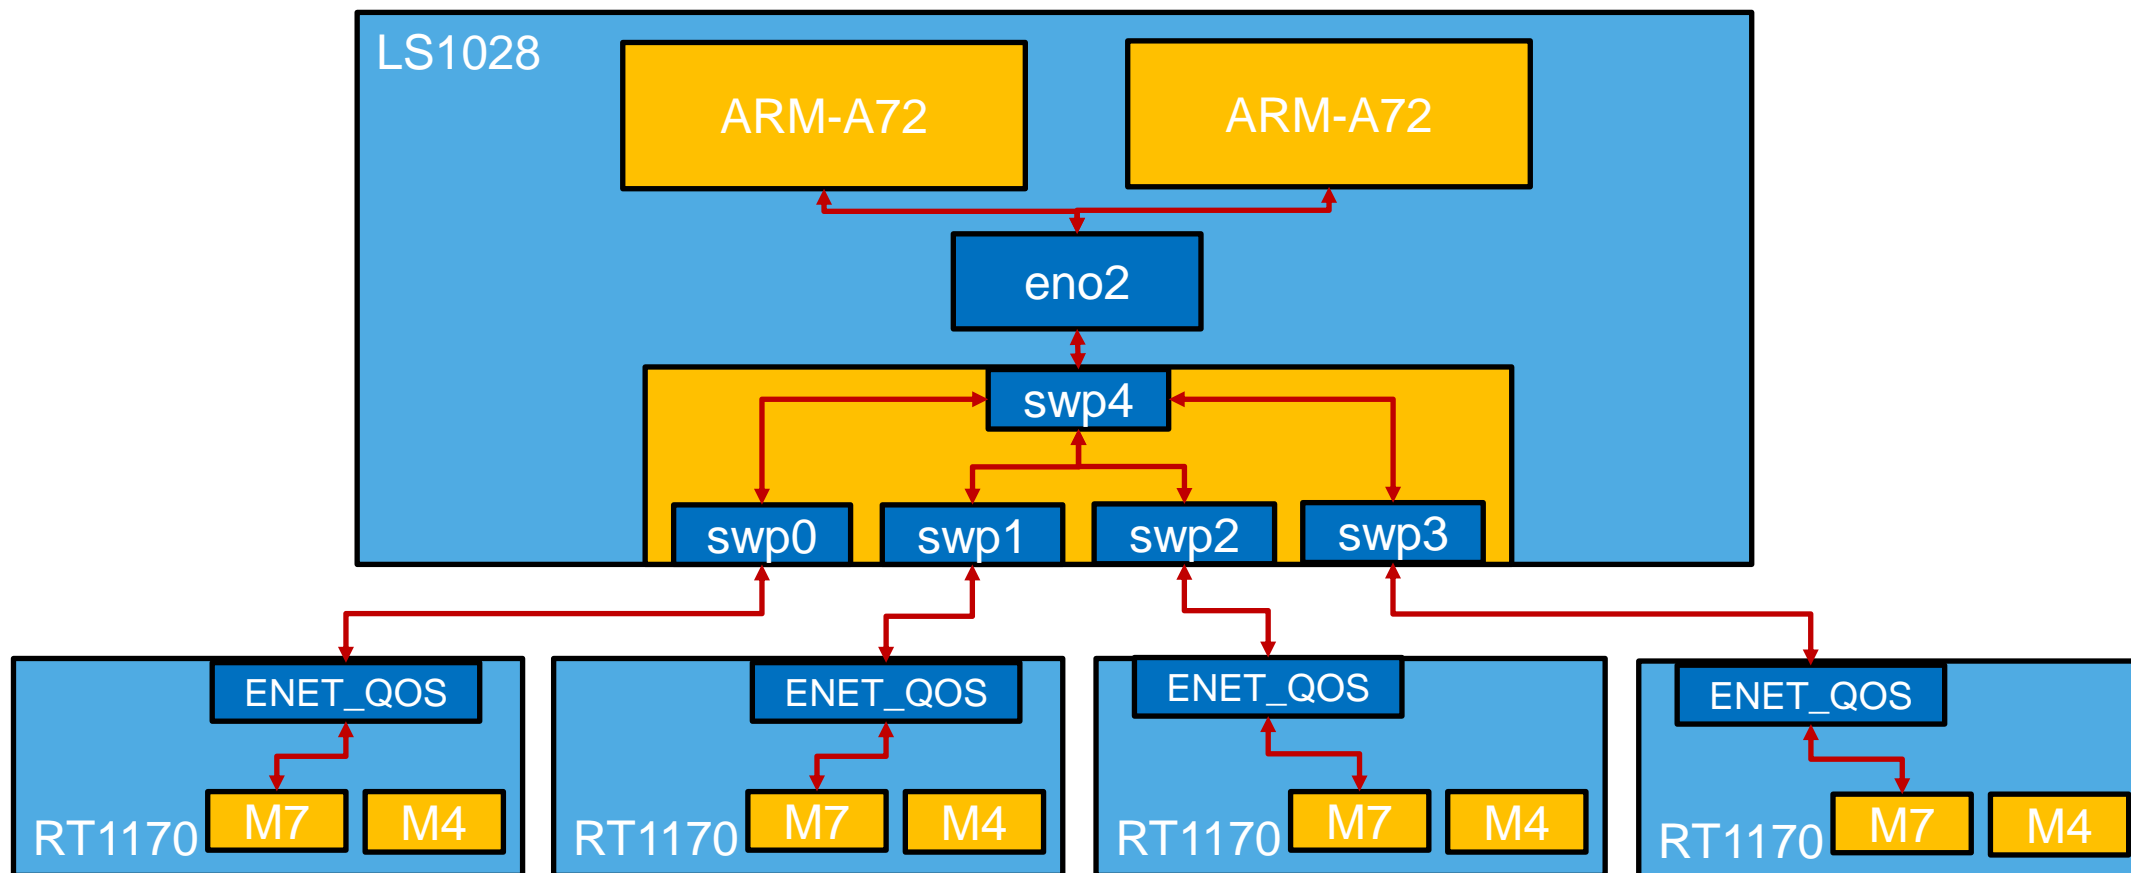 LS1028
ARM-A72
ARM-A72
eno2
swp4
swp0
swp1
swp2
swp3
ENET_QOS
ENET_QOS
ENET_QOS
ENET_QOS
RT1170
M7
M4
RT1170
M7
M4
RT1170
M7
M4
RT1170
M7
M4